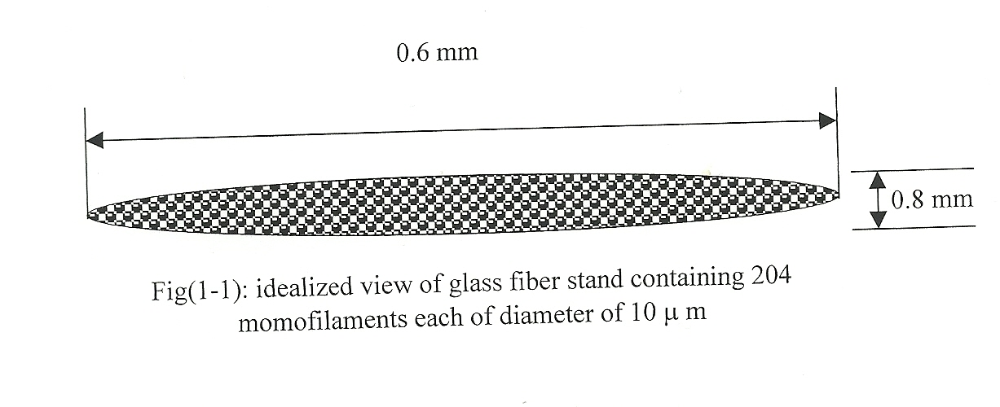 0.6 mm
0.8 mm
Fig(1-1): idealized view of glass fiber stand containing 204
momofilaments each of diameter of 10 μ m